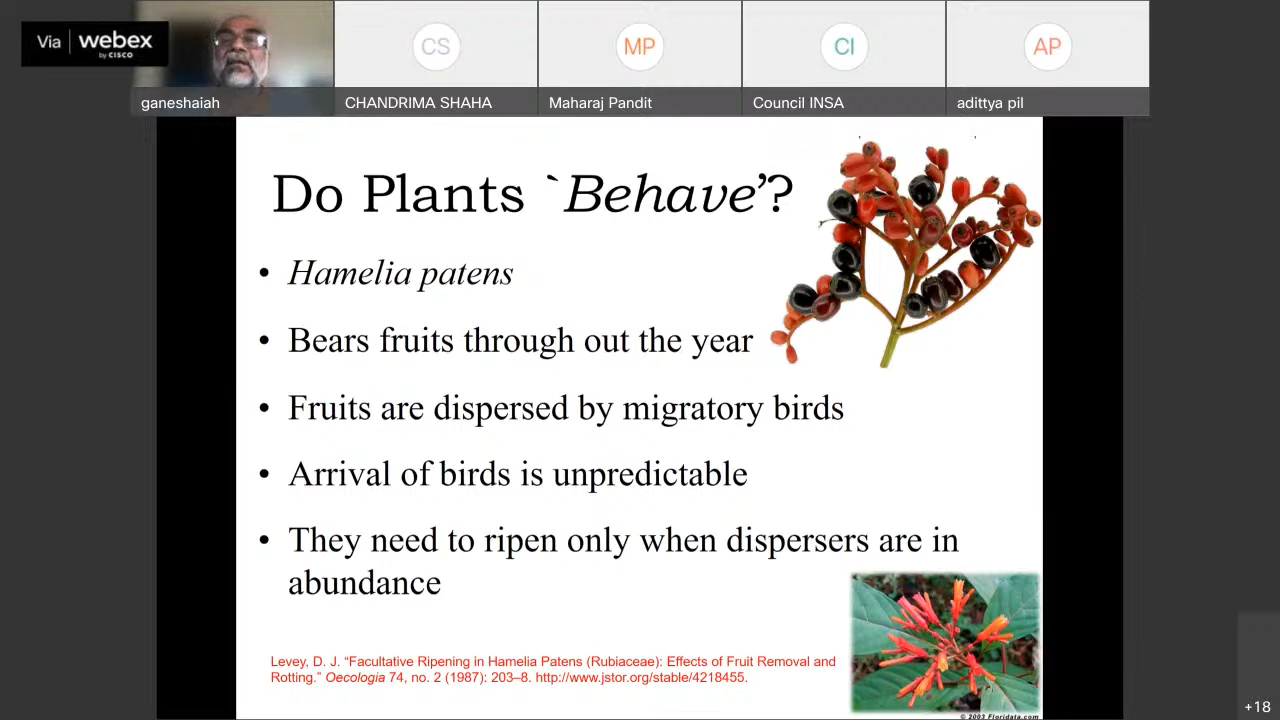 Via webex
by CISCO
CS
MP
CI
AP
ganeshaiah
CHANDRIMA SHAHA
Maharaj Pandit
Council INSA
adittya pil
Do Plants `Behave’?
• Hamelia patens
• Bears fruits through out the year
• Fruits are dispersed by migratory birds
• Arrival of birds is unpredictable
• They need to ripen only when dispersers are in
abundance
Levey, D. J. “Facultative Ripening in Hamelia Patens (Rubiaceae): Effects of Fruit Removal and
Rotting.” Oecologia 74, no. 2 (1987): 203–8. http://www.jstor.org/stable/4218455.
© 2003 Floridata.com
+18